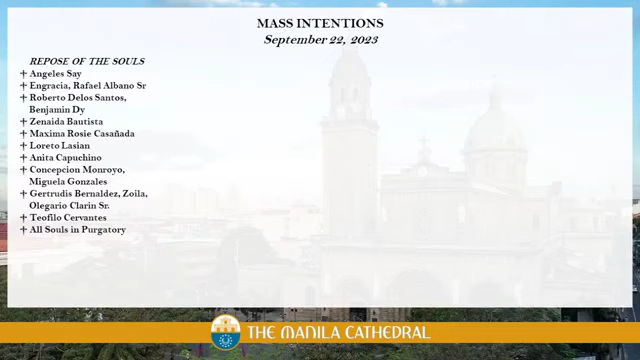 MASS INTENTIONS
September 22, 2023
REPOSE OF THE SOULS
✝ Angeles Say
✝ Engracia, Rafael Albano Sr
✝ Roberto Delos Santos,
Benjamin Dy
✝ Zenaida Bautista
✝ Maxima Rosie Casañada
✝ Loreto Lasian
✝ Anita Capuchino
✝ Concepcion Monroyo,
Miguela Gonzales
✝ Gertrudis Bernaldez, Zoila,
Olegario Clarin Sr.
✝ Teofilo Cervantes
✝ All Souls in Purgatory
THE MANILA CATHEDRAL